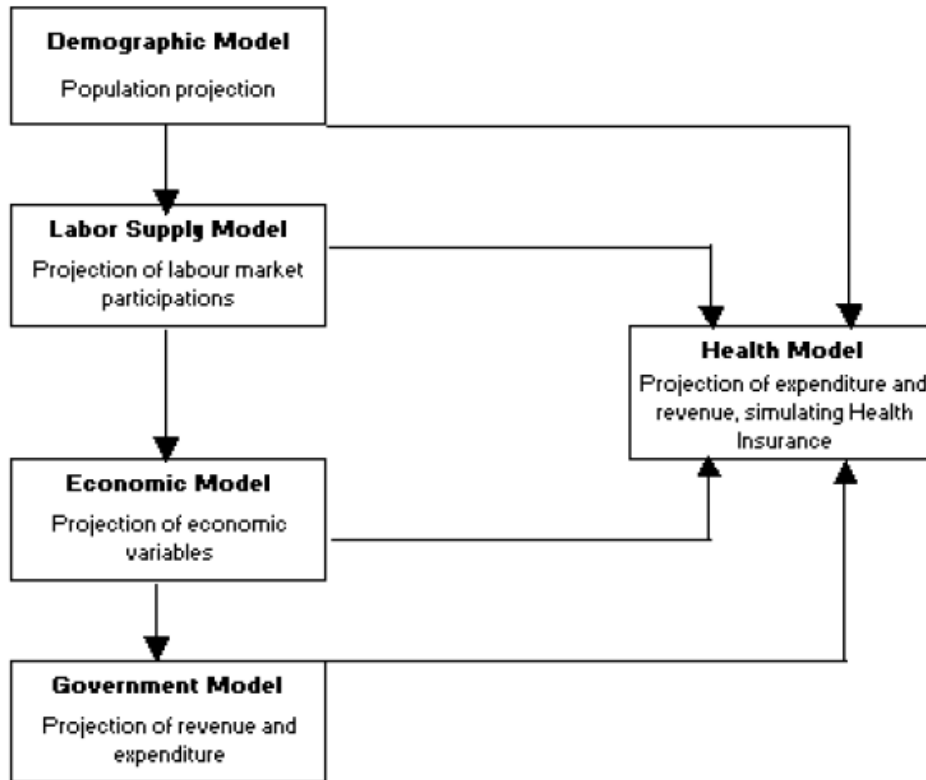 Demographic Model
Population projection
Labor Supply Model
Projection of labour market
participations
Health Model
Projection of expenditure and
revenue, simulating Health
Insurance
Economic Model
Projection of economic
variables
Government Model
Projection of revenue and
expenditure